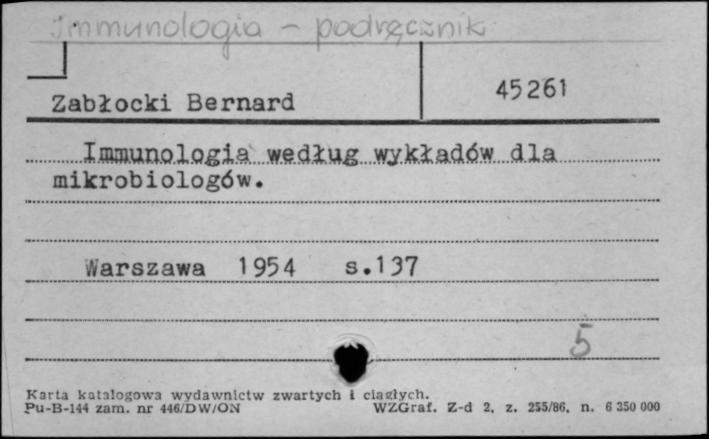 Immunologia - podręcznik
Zabłocki Bernard
45261
Immunologia według wykładów dla
mikrobiologów.
Warszawa 1954 s.137
5
Karta katalogowa wydawnictw zwartych i ciągłych.
Pu-B-144 zam. nr 446/DW/ON WZGraf. Z-d 2, z. 255/86, n. 6 350 000